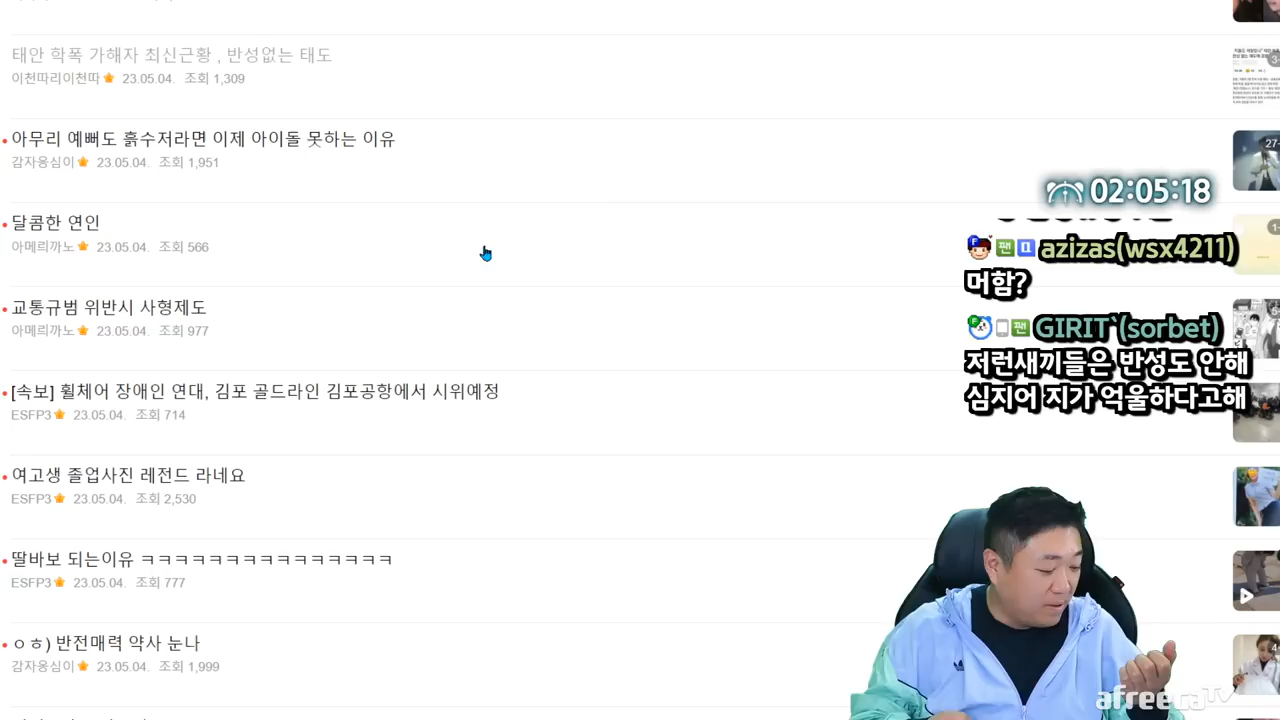 태안 학폭 가해자 최신근황 , 반성없는 태도
이천따리이천따 23.05.04. 조회 1,309
아무리 예뻐도 흙수저라면 이제 아이돌 못하는 이유
감자옹심이 23.05.04. 조회 1,951
달콤한 연인
아메르까노 23.05.04. 조회 566
교통규범 위반시 사형제도
아메르까노 23.05.04. 조회 977
[속보] 휠체어 장애인 연대, 김포 골드라인 김포공항에서 시위예정
ESFP3 23.05.04. 조회 714
여고생 졸업사진 레전드 라네요
ESFP3 23.05.04. 조회 2,530
딸바보 되는이유 ㅋㅋㅋㅋㅋㅋㅋㅋㅋㅋㅋㅋㅋㅋㅋ
ESFP3 23.05.04. 조회 777
ㅇㅎ) 반전매력 약사 눈나
감자옹심이 23.05.04. 조회 1,999
02:05:18
팬 azizas(wsx4211)
머함?
팬 GIRIT`(sorbet)
저런새끼들은 반성도 안해
심지어 지가 억울하다고해
afreecaTV